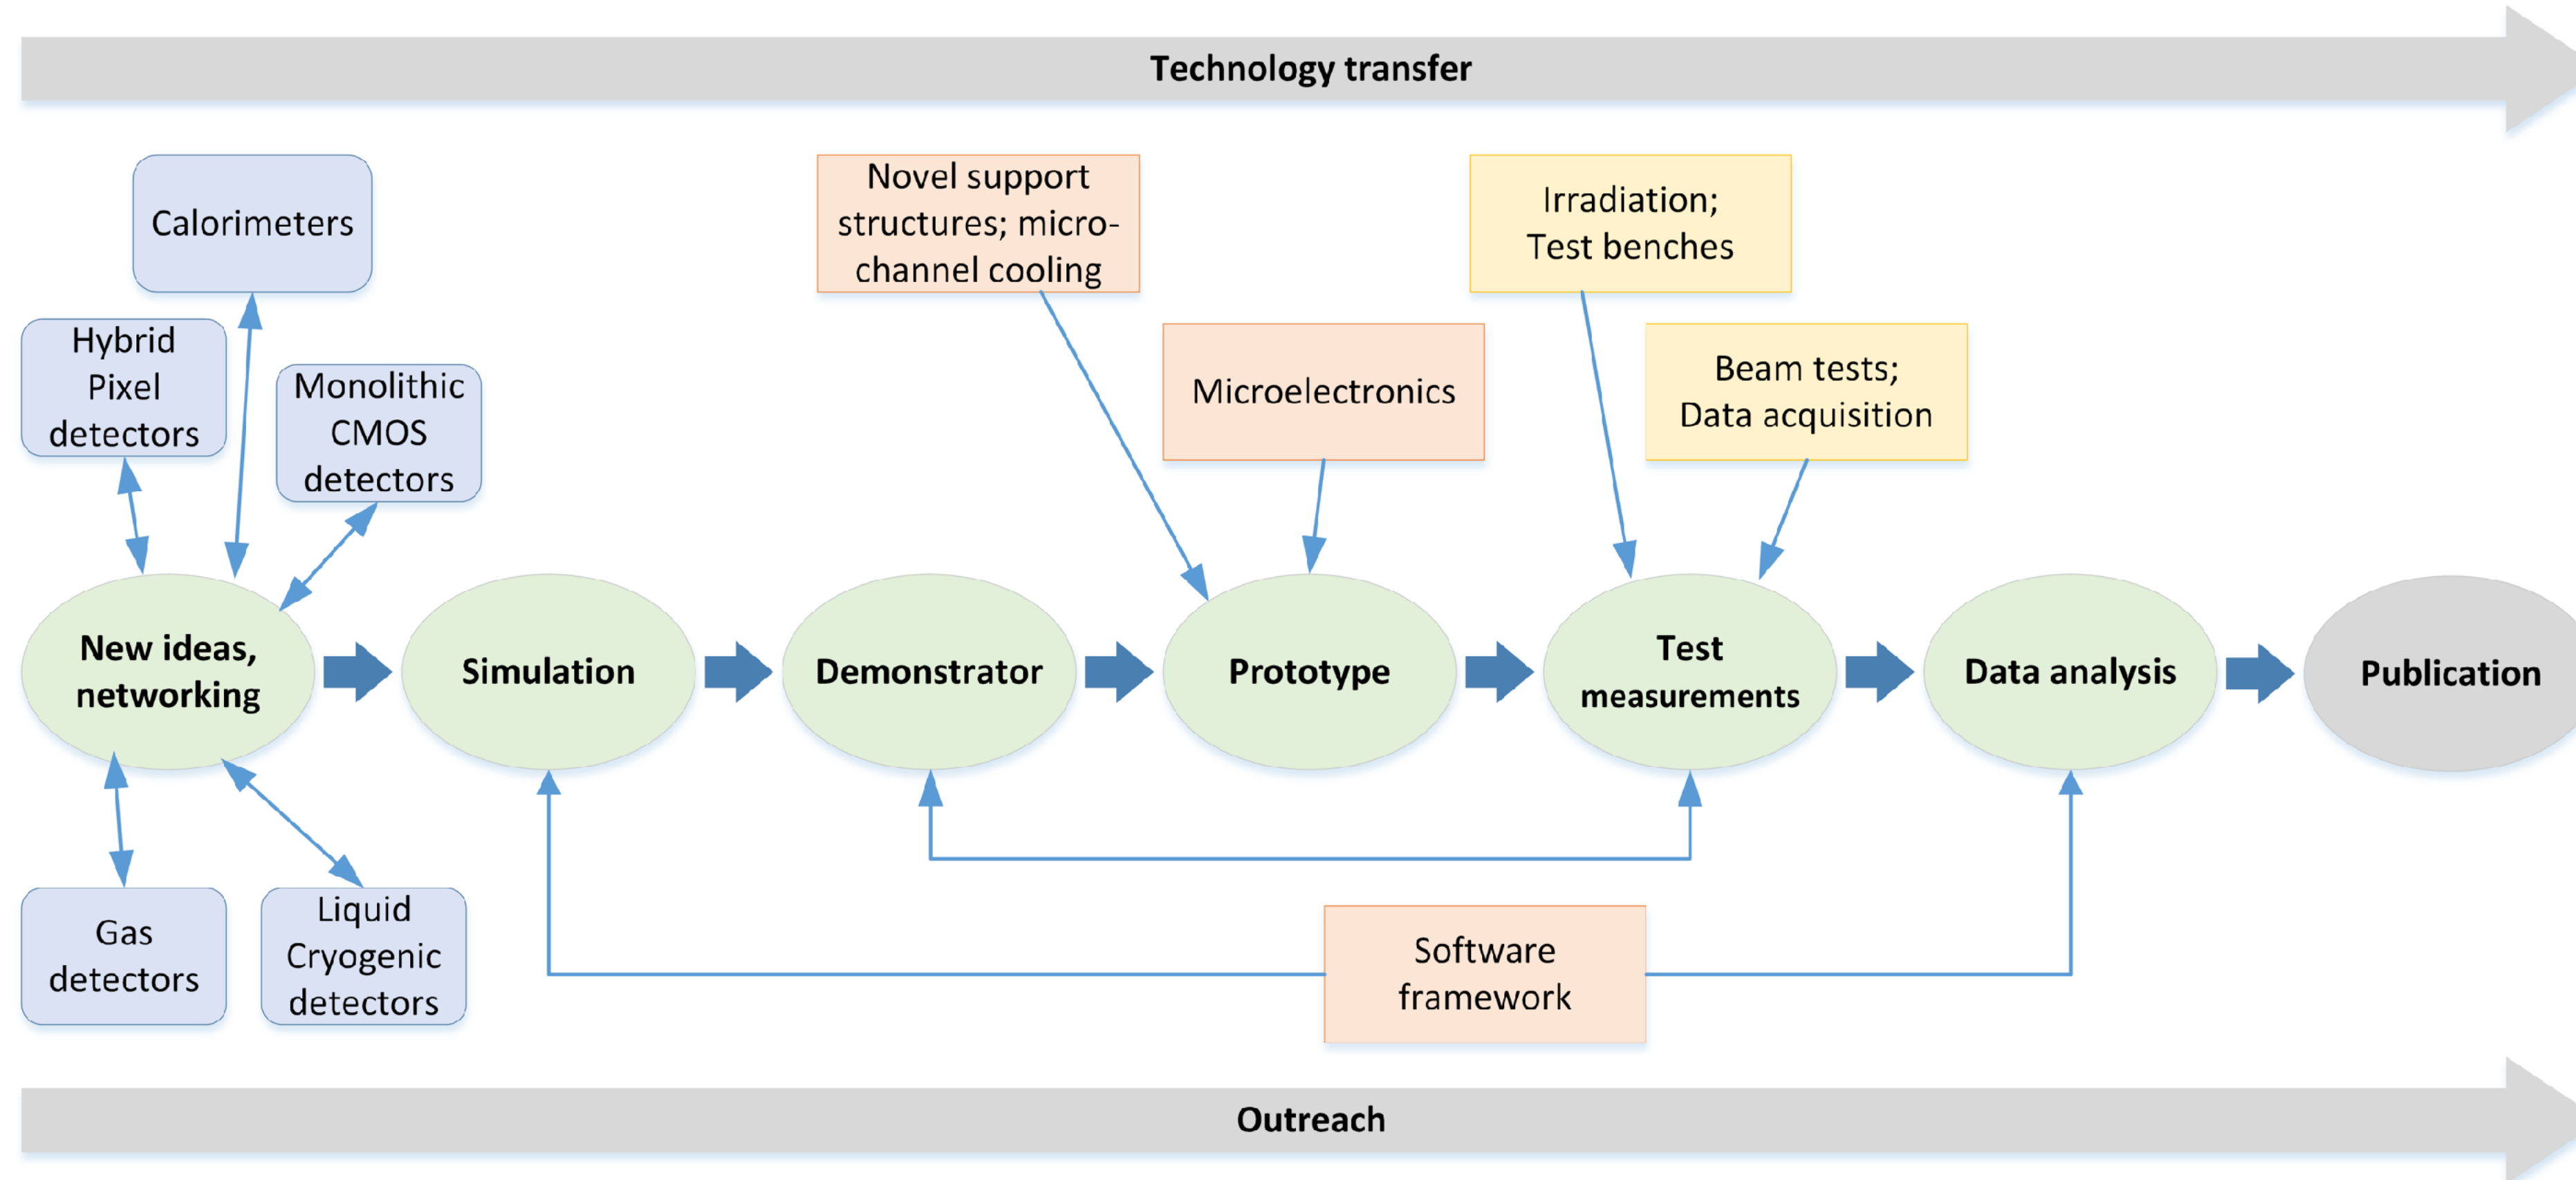 Technology transfer
Calorimeters
Novel support
structures; micro-
channel cooling
Irradiation;
Test benches
Hybrid
Pixel
detectors
Monolithic
CMOS
detectors
Microelectronics
Beam tests;
Data acquisition
New ideas,
networking
Simulation
Demonstrator
Prototype
Test
measurements
Data analysis
Publication
Gas
detectors
Liquid
Cryogenic
detectors
Software
framework
Outreach